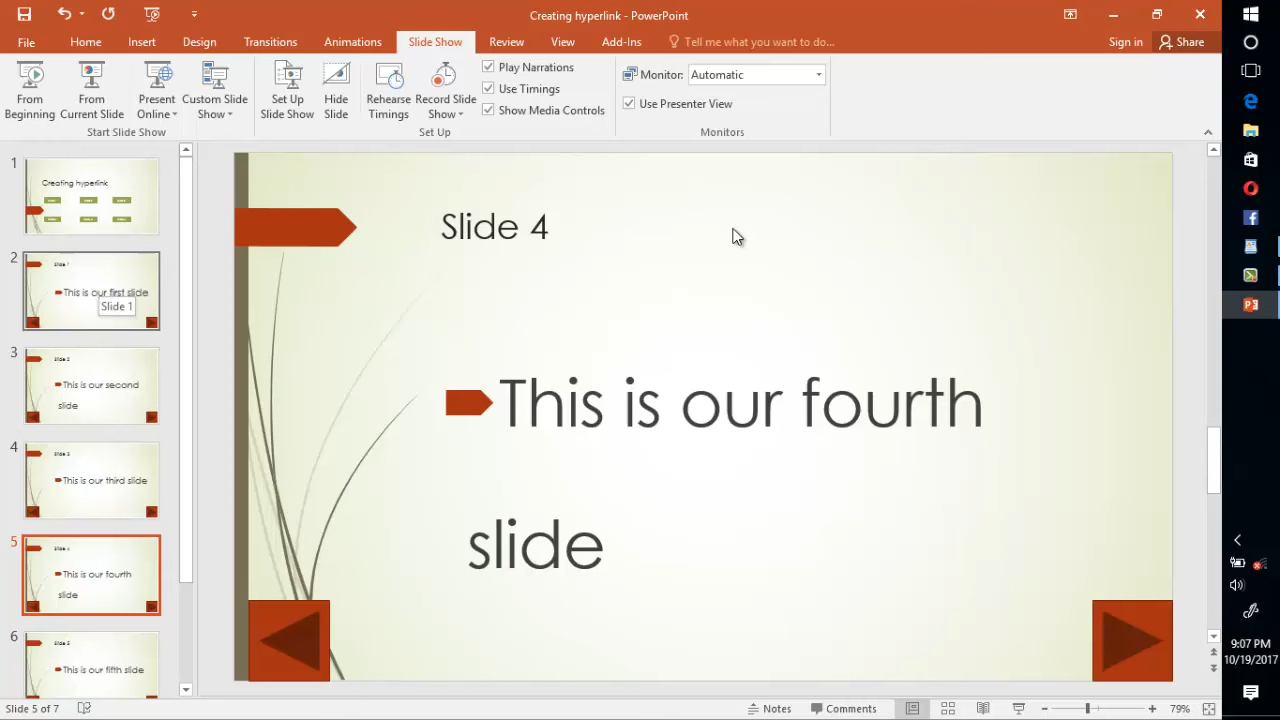 Creating hyperlink - PowerPoint
File Home Insert Design Transitions Animations Slide Show Review View Add-Ins Tell me what you want to do... Sign in Share
From Beginning
From Current Slide
Present Online
Custom Slide Show
Start Slide Show
Set Up Slide Show
Hide Slide
Rehearse Timings
Record Slide Show
Play Narrations
Use Timings
Show Media Controls
Set Up
Monitor: Automatic
Use Presenter View
Monitors
1
Creating hyperlink
2
Slide 1
This is our first slide
Slide 1
3
Slide 2
This is our second
slide
4
Slide 3
This is our third slide
5
Slide 4
This is our fourth
slide
6
Slide 5
This is our fifth slide
Slide 4
This is our fourth
slide
9:07 PM
10/19/2017
Slide 5 of 7
Notes Comments 79%